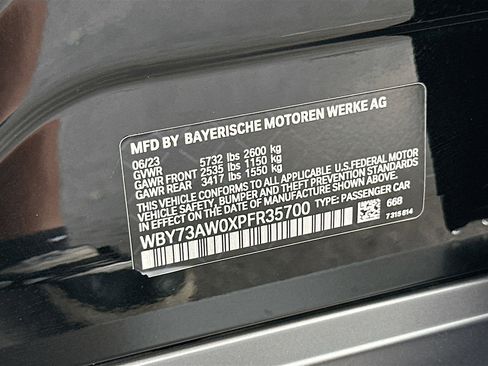 MFD BY BAYERISCHE MOTOREN WERKE AG
06/23 5732 lbs 2600 kg
GVWR
GAWR FRONT 2535 lbs 1150 kg
GAWR REAR 3417 lbs 1550 kg
THIS VEHICLE CONFORMS TO ALL APPLICABLE U.S. FEDERAL MOTOR
VEHICLE SAFETY, BUMPER AND THEFT PREVENTION STANDARDS
IN EFFECT ON THE DATE OF MANUFACTURE SHOWN ABOVE.
WBY73AW0XPFR35700 TYPE: PASSENGER CAR 668
7 315 614